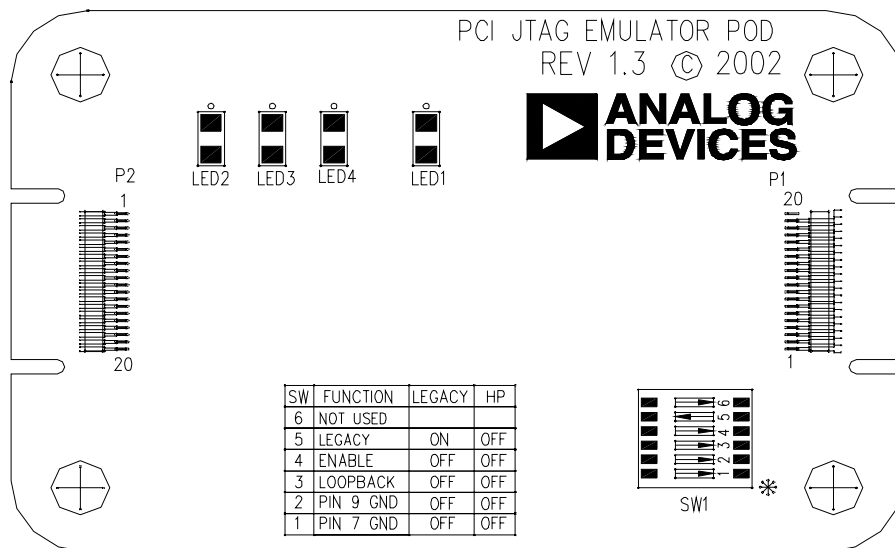 PCI JTAG EMULATOR POD
REV 1.3 © 2002
ANALOG
DEVICES
LED2 LED3 LED4 LED1
P2
1
20
P1
20
1
SW FUNCTION LEGACY HP
6 NOT USED
5 LEGACY ON OFF
4 ENABLE OFF OFF
3 LOOPBACK OFF OFF
2 PIN 9 GND OFF OFF
1 PIN 7 GND OFF OFF
1 2 3 4 5 6
SW1